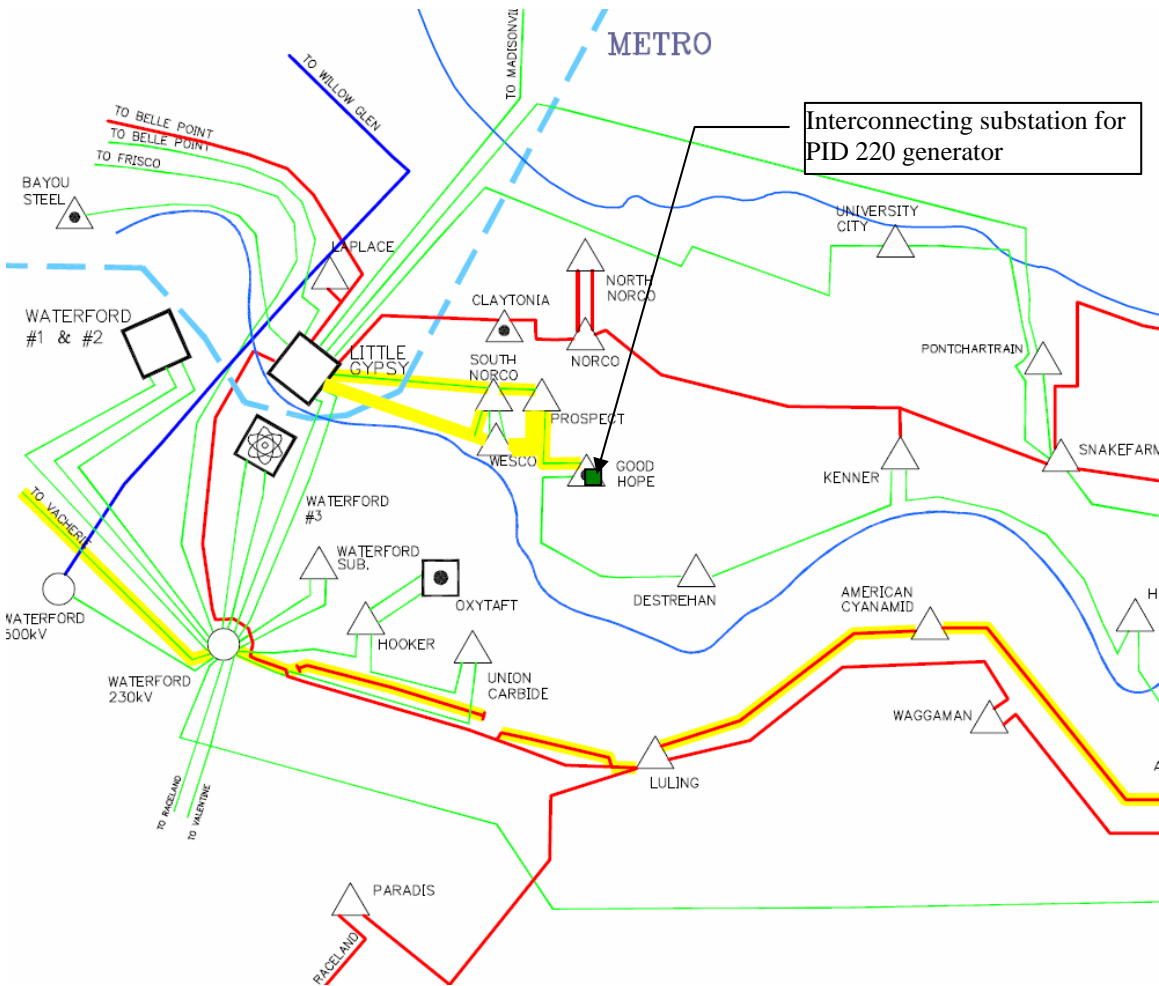 METRO
TO MADISONVIL
TO WILLOW GLEN
Interconnecting substation for
PID 220 generator
TO BELLE POINT
TO BELLE POINT
TO FRISCO
BAYOU
STEEL
UNIVERSITY
CITY
LAPLACE
NORTH
NORCO
CLAYTONIA
WATERFORD
#1 & #2
LITTLE
GYPSY
SOUTH
NORCO
NORCO
PONTCHARTRAIN
PROSPECT
WESCO
GOOD
HOPE
KENNER
SNAKEFARM
TO VACHERIE
WATERFORD
#3
WATERFORD
SUB.
OXYTAFT
DESTREHAN
AMERICAN
CYANAMID
H
WATERFORD
500kV
HOOKER
WATERFORD
230kV
UNION
CARBIDE
WAGGAMAN
LULING
A
TO RACELAND
TO VALENTINE
PARADIS
RACELAND